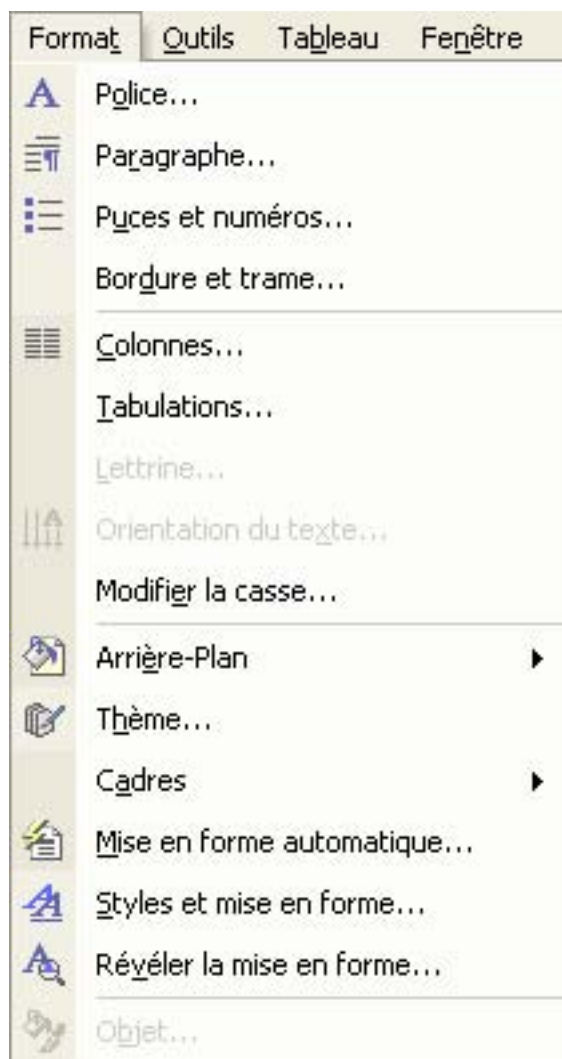 Format Outils Tableau Fenêtre
Police...
Paragraphe...
Puces et numéros...
Bordure et trame...
Colonnes...
Tabulations...
Lettrine...
Orientation du texte...
Modifier la casse...
Arrière-Plan
Thème...
Cadres
Mise en forme automatique...
Styles et mise en forme...
Révéler la mise en forme...
Objet...